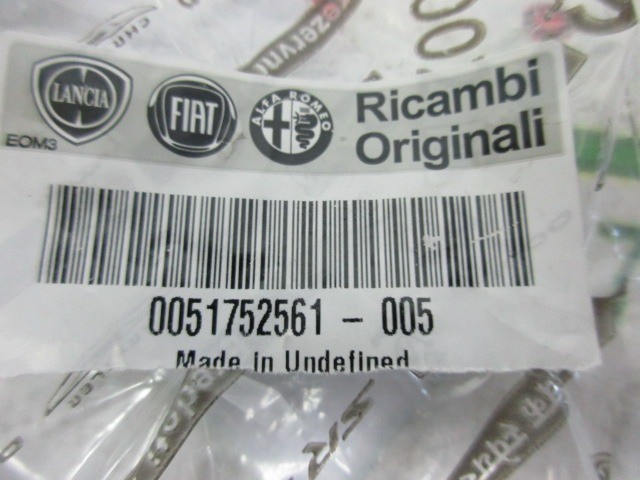 LANCIA
FIAT
ALFA ROMEO
Ricambi
Originali
EOM3
0051752561 - 005
Made in Undefined